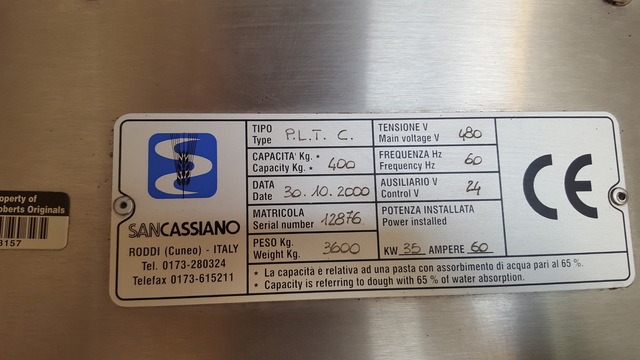 operty of
oberts Originals
3157
SANCASSIANO
RODDI (Cuneo) - ITALY
Tel. 0173-280324
Telefax 0173-615211
TIPO
Type P.L.T. C.
CAPACITA' Kg. *
Capacity Kg. * 400
DATA
Date 30.10.2000
MATRICOLA
Serial number 12876
PESO Kg.
Weight Kg. 3600
TENSIONE V
Main voltage V 480
FREQUENZA Hz
Frequency Hz 60
AUSILIARIO V
Control V 24
POTENZA INSTALLATA
Power installed
KW 35 AMPERE 60
CE
* La capacità è relativa ad una pasta con assorbimento di acqua pari al 65 %.
* Capacity is referring to dough with 65 % of water absorption.